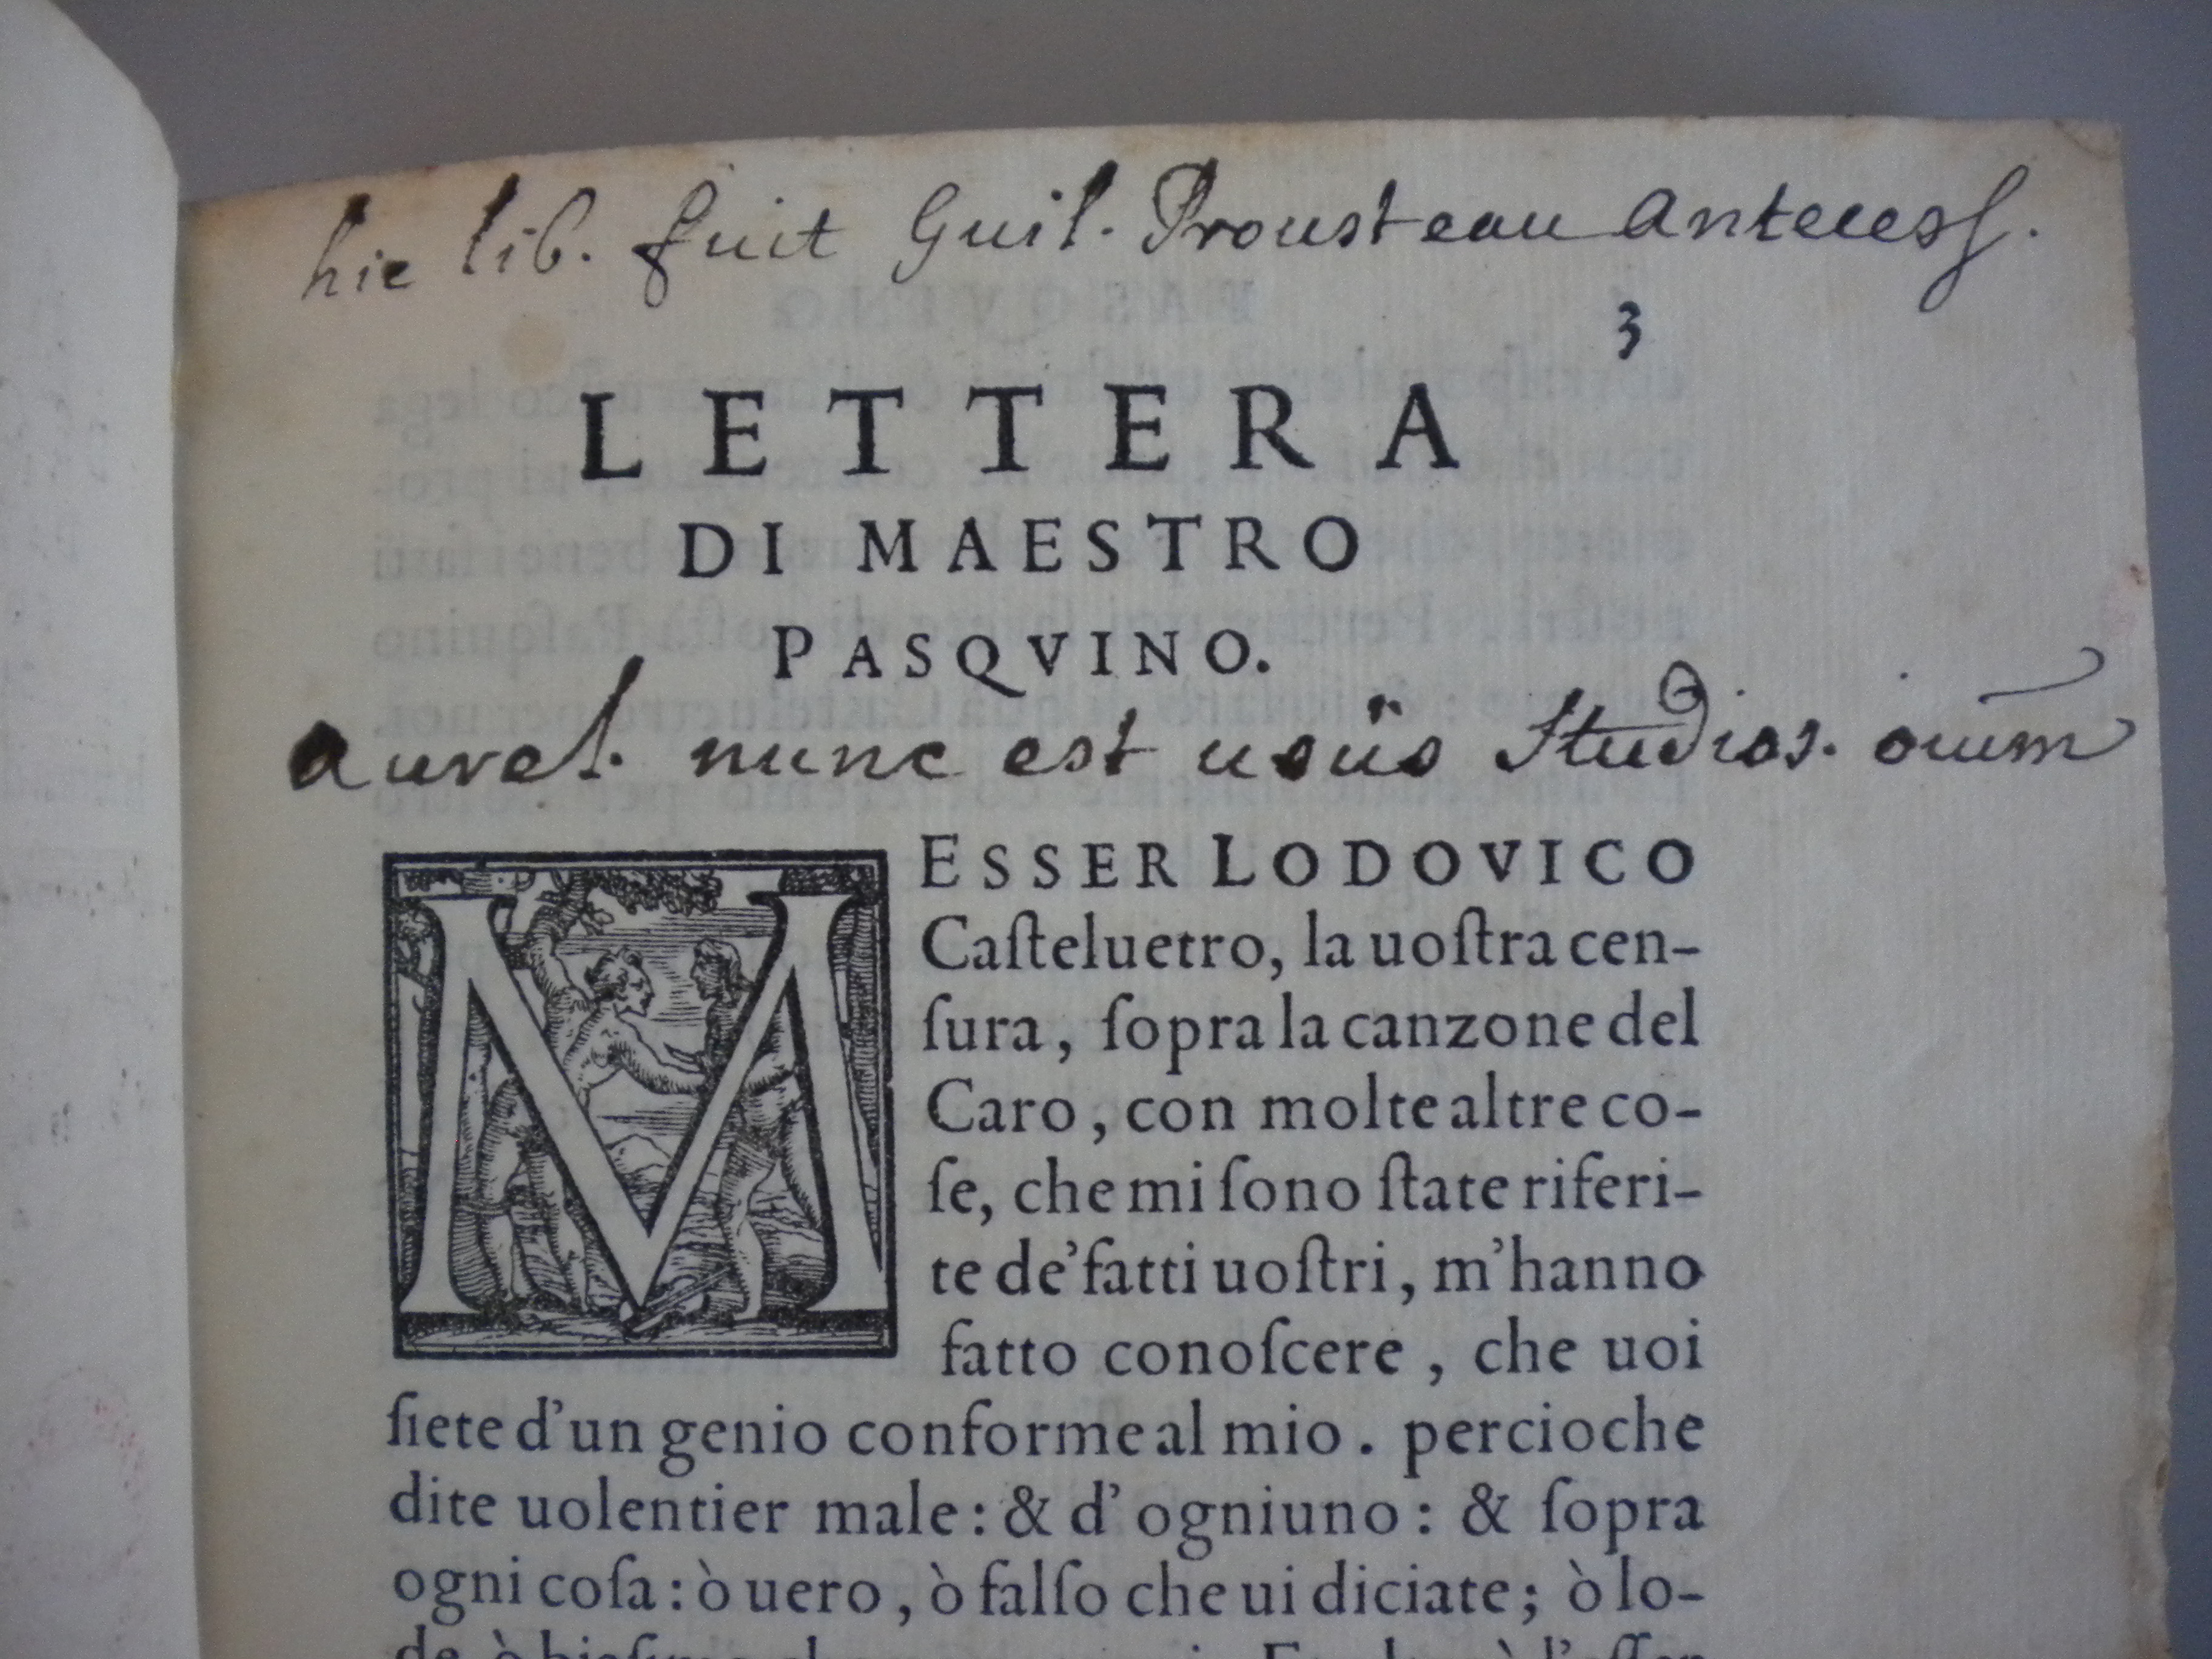 hic lib. fuit Guil. Prousteau Antecess.
3
LETTERA
DI MAESTRO
PASQVINO.
aurel. nunc est usüs Studios. oium
MESSER LODOVICO
Caſteluetro, la uoſtra cen-
ſura, ſopra la canzone del
Caro, con molte altre co-
ſe, che mi ſono ſtate riferi-
te de'fatti uoſtri, m'hanno
fatto conoſcere, che uoi
ſiete d'un genio conforme al mio. percioche
dite uolentier male: & d'ogniuno: & ſopra
ogni coſa: ò uero, ò falſo che ui diciate; ò lo-